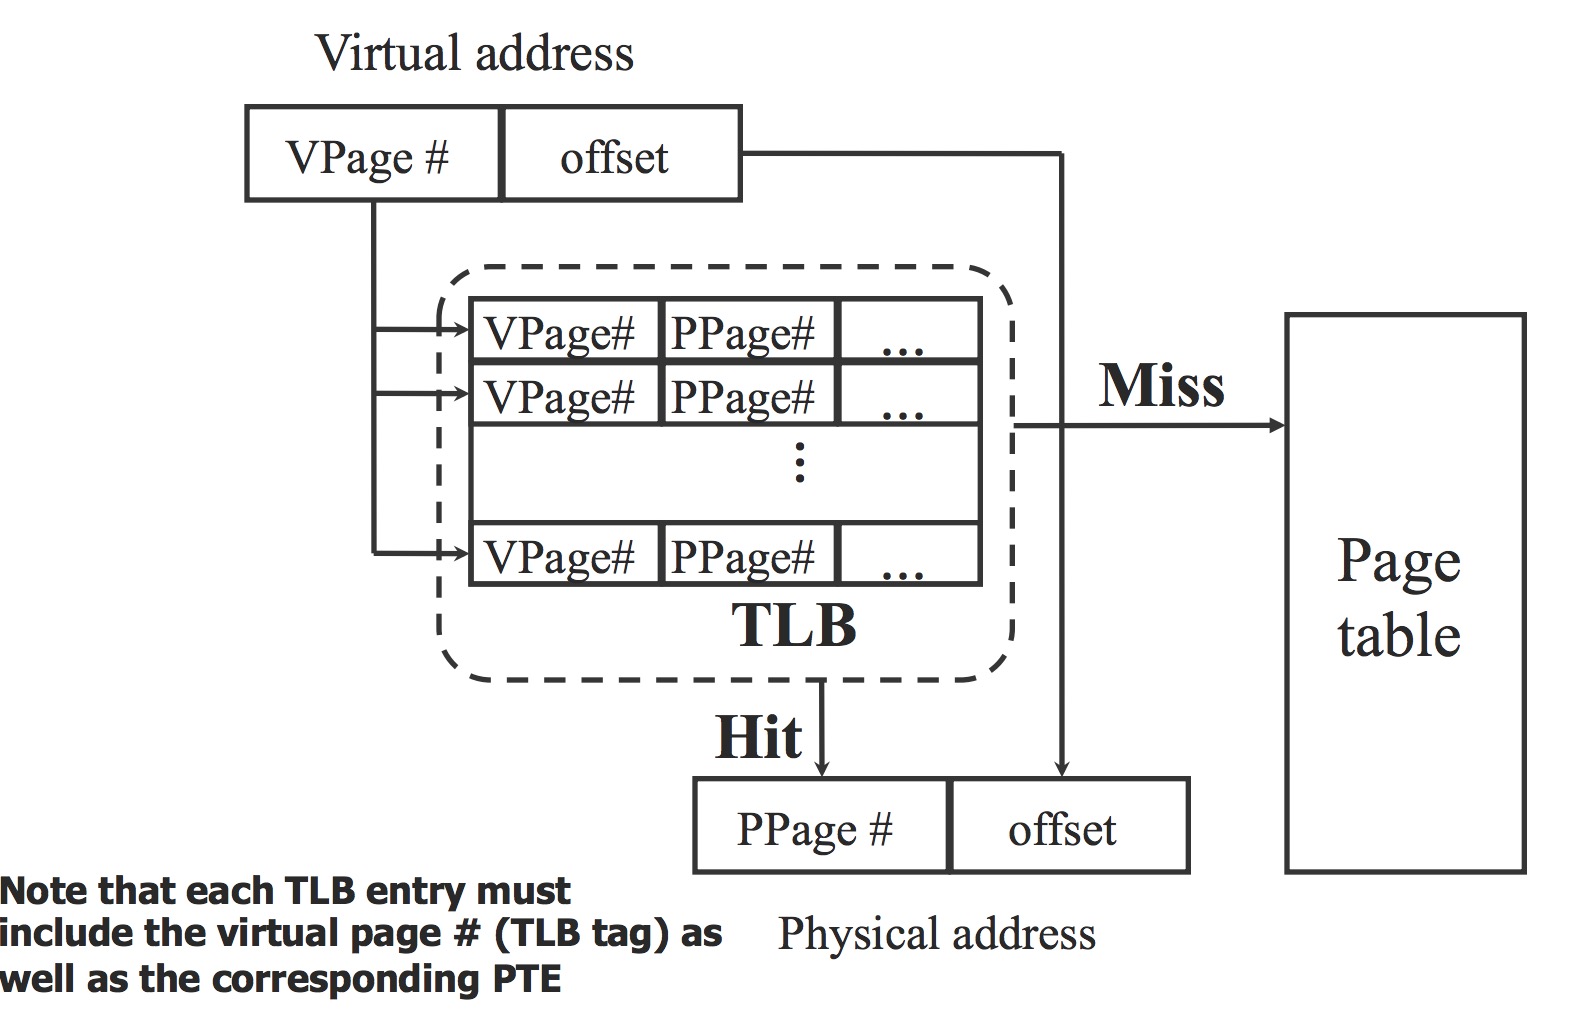 Virtual address
VPage # offset
VPage# PPage# ...
VPage# PPage# ...
⋮
VPage# PPage# ...
TLB
Miss
Page
table
Hit
PPage # offset
Physical address
Note that each TLB entry must
include the virtual page # (TLB tag) as
well as the corresponding PTE